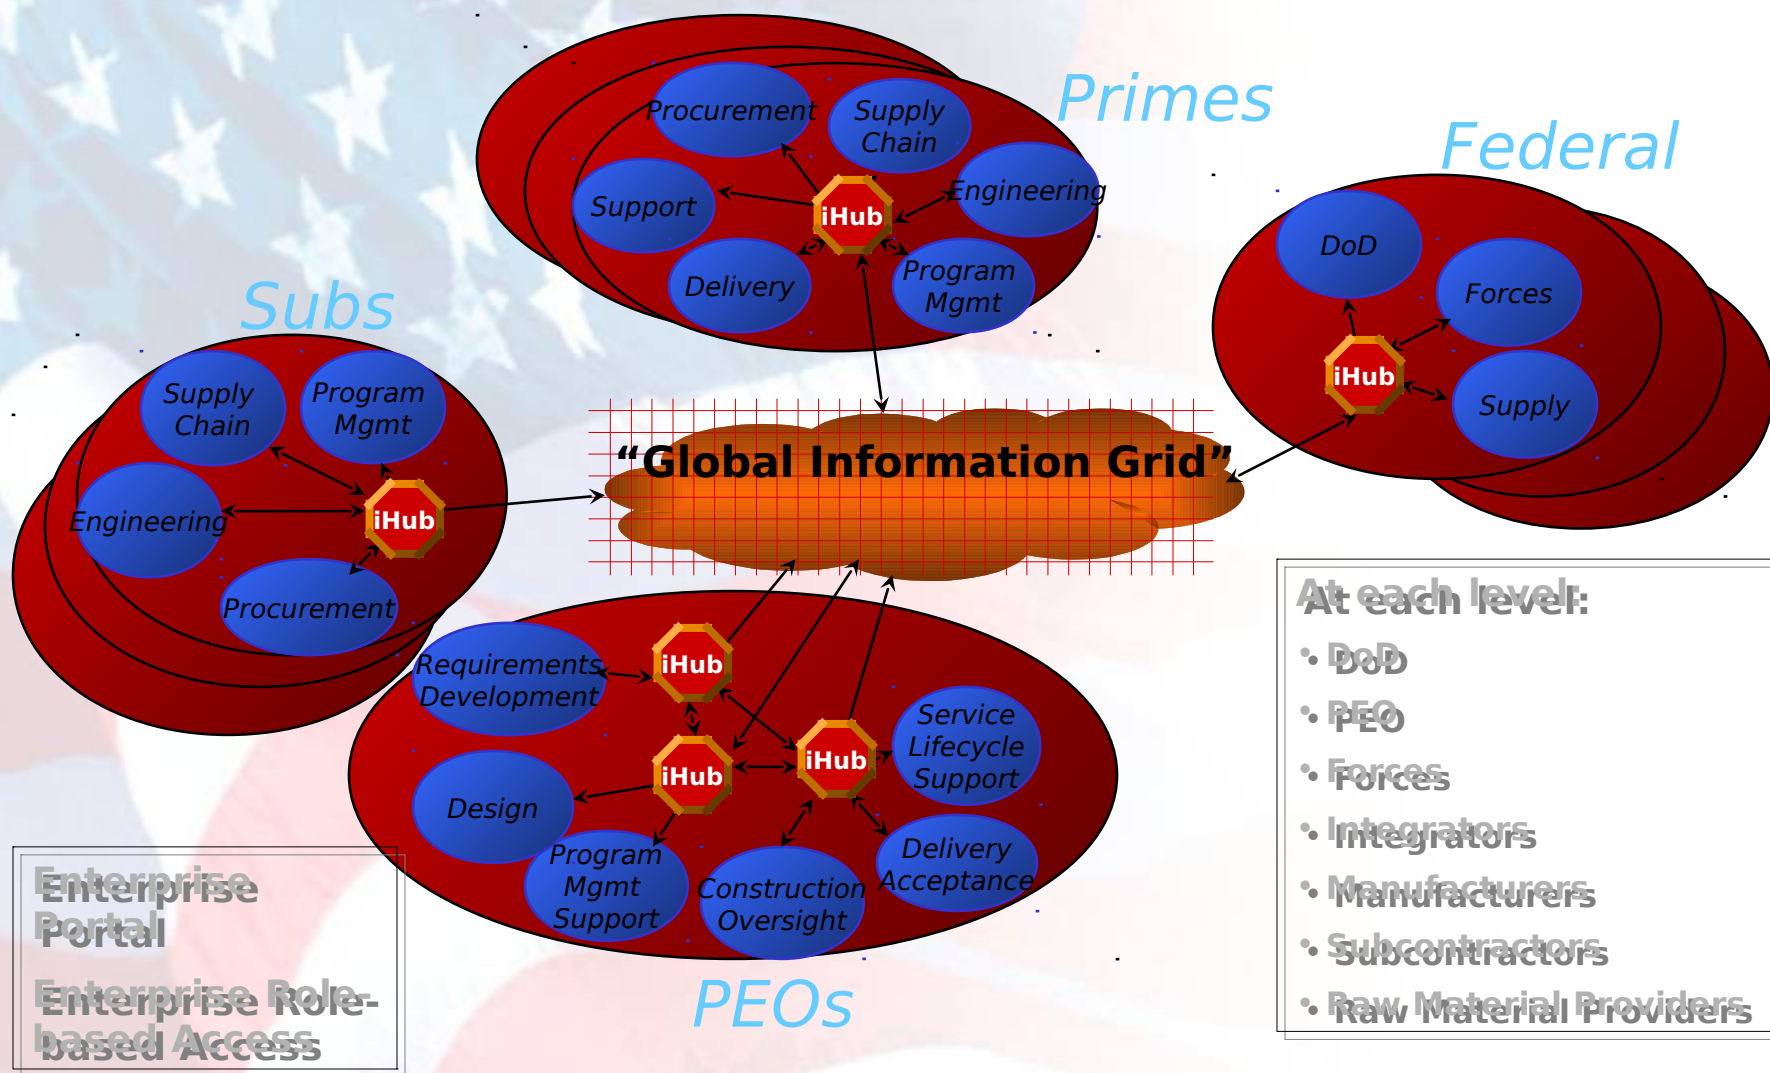 Primes
Procurement
Supply
Chain
Engineering
Support
iHub
Delivery
Program
Mgmt
Federal
DoD
Forces
iHub
Supply
Subs
Supply
Chain
Program
Mgmt
Engineering
iHub
Procurement
“Global Information Grid”
Requirements
Development
iHub
iHub
iHub
Service
Lifecycle
Support
Design
Program
Mgmt
Support
Construction
Oversight
Delivery
Acceptance
PEOs
Enterprise
Portal
Enterprise Role-
based Access
At each level:
• DoD
• PEO
• Forces
• Integrators
• Manufacturers
• Subcontractors
• Raw Material Providers